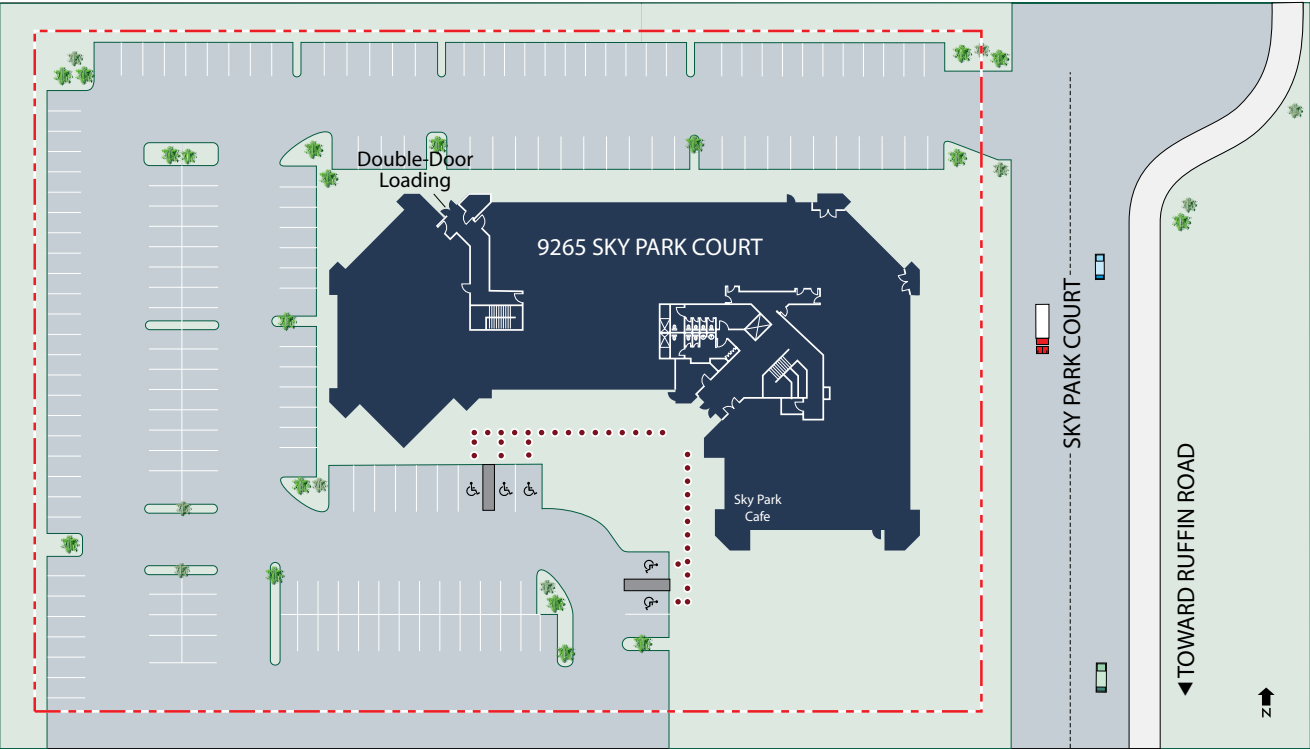 Double-Door
Loading
9265 SKY PARK COURT
Sky Park
Cafe
SKY PARK COURT
TOWARD RUFFIN ROAD
N